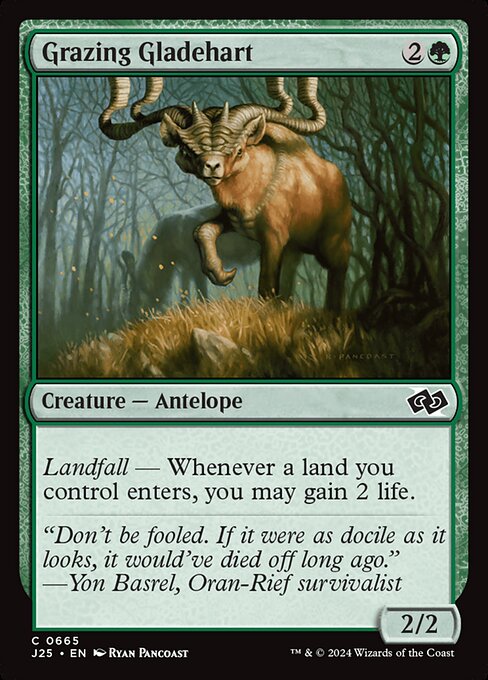 Grazing Gladehart 2
R. PANCOAST
Creature — Antelope
Landfall — Whenever a land you
control enters, you may gain 2 life.
“Don’t be fooled. If it were as docile as it
looks, it would’ve died off long ago.”
—Yon Basrel, Oran-Rief survivalist
2/2
C 0665
J25 • EN Ryan Pancoast
™ & © 2024 Wizards of the Coast